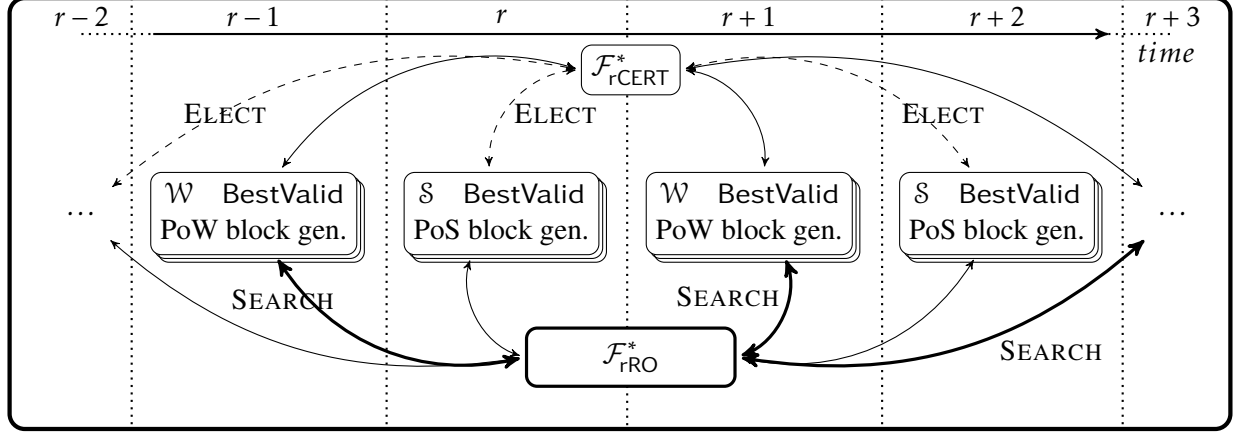 r − 2 r − 1 r r + 1 r + 2 r + 3
time
ℱ*rCERT
ELECT ELECT ELECT
𝒲 BestValid 𝒮 BestValid 𝒲 BestValid 𝒮 BestValid
... PoW block gen. PoS block gen. PoW block gen. PoS block gen. ...
SEARCH SEARCH
SEARCH
ℱ*rRO